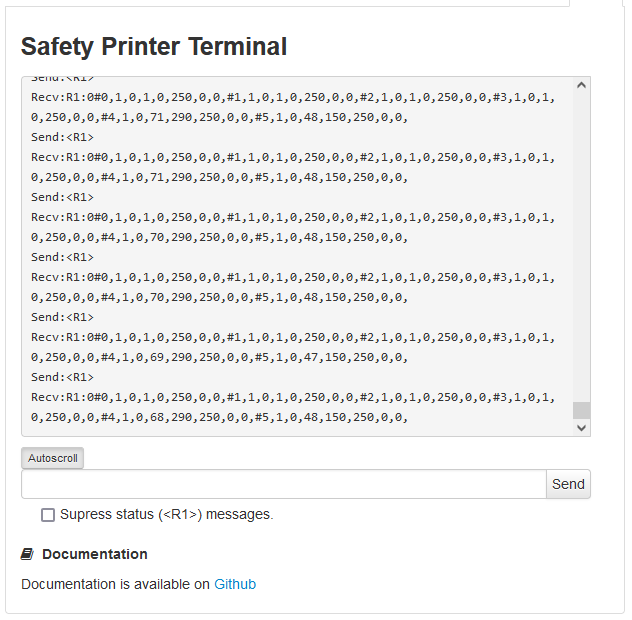 Safety Printer Terminal
Send:<R1>
Recv:R1:0#0,1,0,1,0,250,0,0,#1,1,0,1,0,250,0,0,#2,1,0,1,0,250,0,0,#3,1,0,1,
0,250,0,0,#4,1,0,71,290,250,0,0,#5,1,0,48,150,250,0,0,
Send:<R1>
Recv:R1:0#0,1,0,1,0,250,0,0,#1,1,0,1,0,250,0,0,#2,1,0,1,0,250,0,0,#3,1,0,1,
0,250,0,0,#4,1,0,71,290,250,0,0,#5,1,0,48,150,250,0,0,
Send:<R1>
Recv:R1:0#0,1,0,1,0,250,0,0,#1,1,0,1,0,250,0,0,#2,1,0,1,0,250,0,0,#3,1,0,1,
0,250,0,0,#4,1,0,70,290,250,0,0,#5,1,0,48,150,250,0,0,
Send:<R1>
Recv:R1:0#0,1,0,1,0,250,0,0,#1,1,0,1,0,250,0,0,#2,1,0,1,0,250,0,0,#3,1,0,1,
0,250,0,0,#4,1,0,70,290,250,0,0,#5,1,0,48,150,250,0,0,
Send:<R1>
Recv:R1:0#0,1,0,1,0,250,0,0,#1,1,0,1,0,250,0,0,#2,1,0,1,0,250,0,0,#3,1,0,1,
0,250,0,0,#4,1,0,69,290,250,0,0,#5,1,0,47,150,250,0,0,
Send:<R1>
Recv:R1:0#0,1,0,1,0,250,0,0,#1,1,0,1,0,250,0,0,#2,1,0,1,0,250,0,0,#3,1,0,1,
0,250,0,0,#4,1,0,68,290,250,0,0,#5,1,0,48,150,250,0,0,
Autoscroll
Send
Supress status (<R1>) messages.
Documentation
Documentation is available on Github